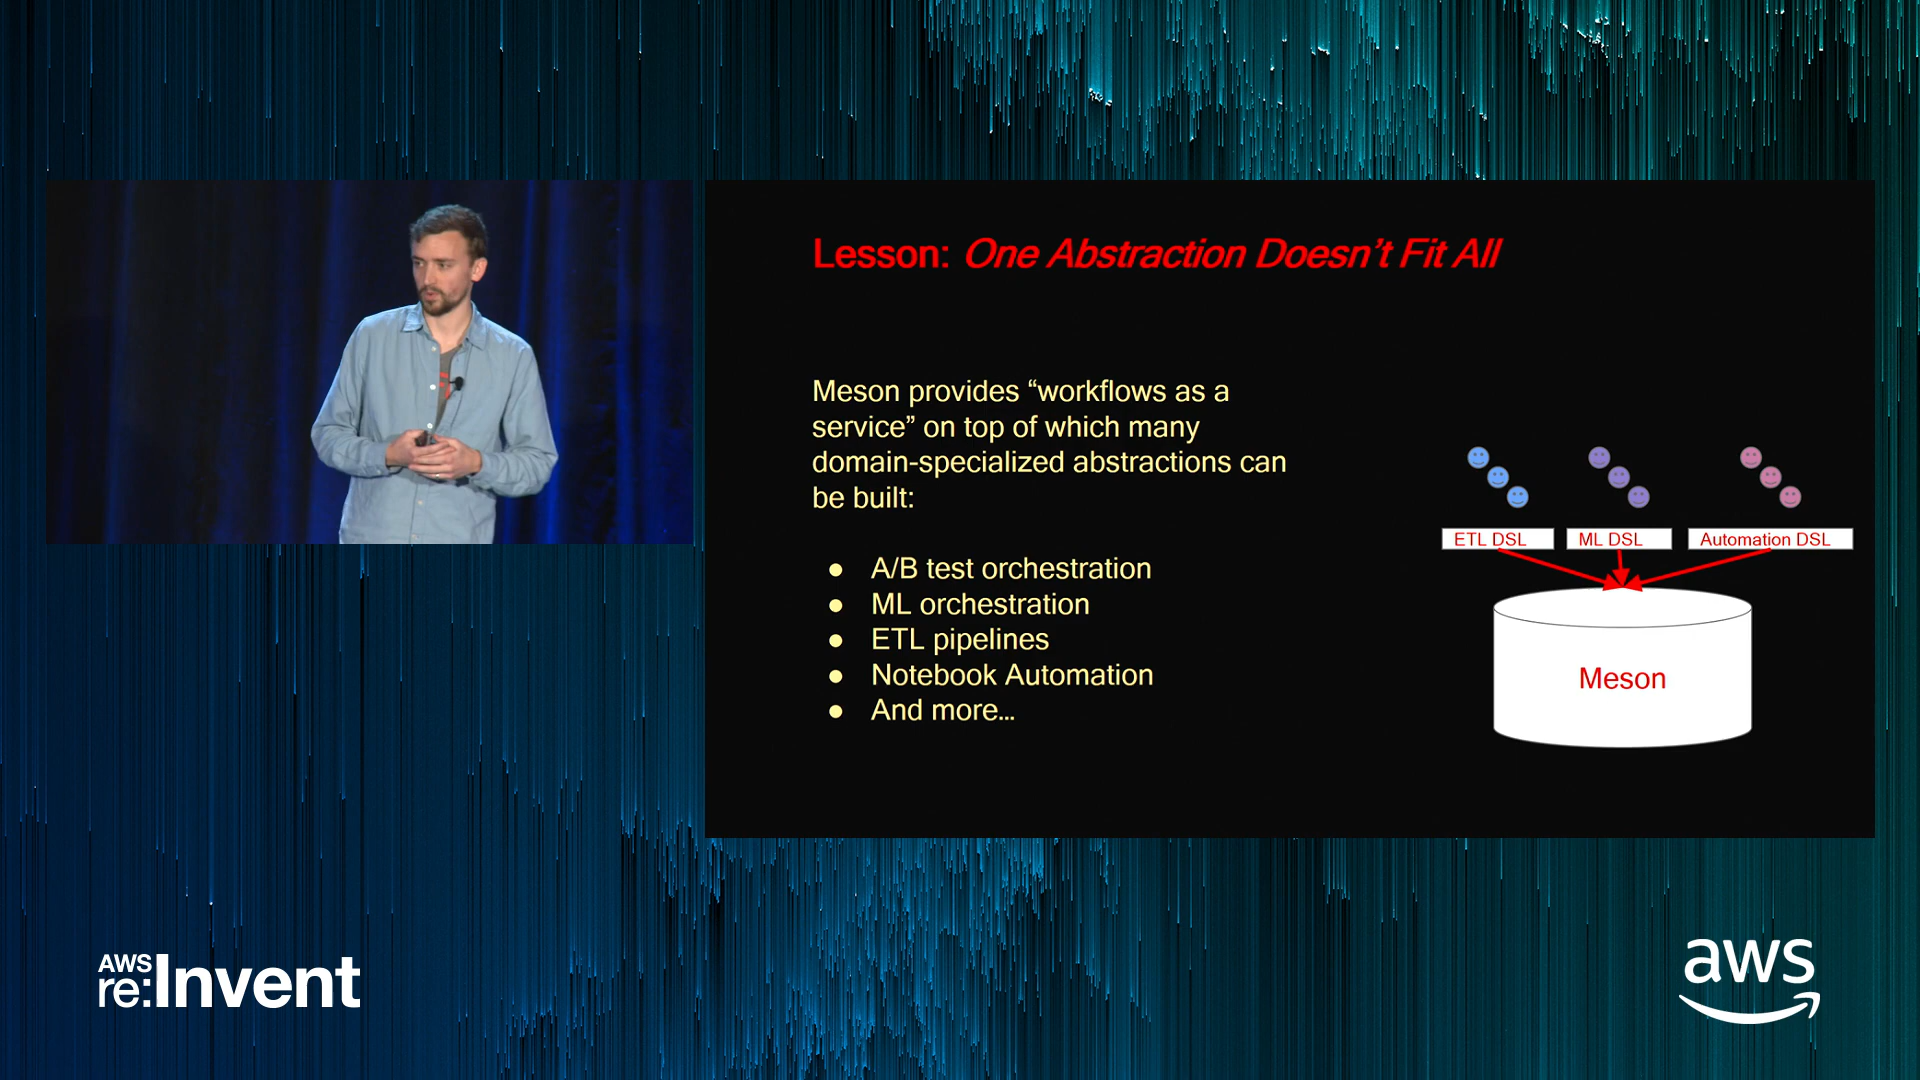 Lesson: One Abstraction Doesn't Fit All
Meson provides “workflows as a
service” on top of which many
domain-specialized abstractions can
be built:
● A/B test orchestration
● ML orchestration
● ETL pipelines
● Notebook Automation
● And more...
ETL DSL
ML DSL
Automation DSL
Meson
AWS
re:Invent
aws